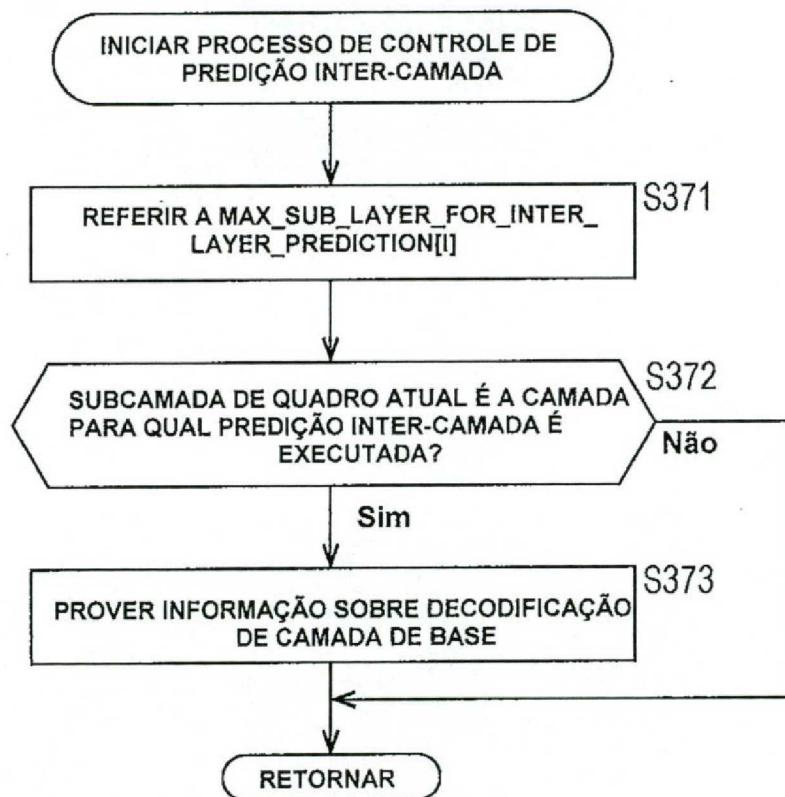 INICIAR PROCESSO DE CONTROLE DE
PREDIÇÃO INTER-CAMADA
S371
REFERIR A MAX_SUB_LAYER_FOR_INTER_
LAYER_PREDICTION[I]
S372
SUBCAMADA DE QUADRO ATUAL É A CAMADA
PARA QUAL PREDIÇÃO INTER-CAMADA É
EXECUTADA?
Não
Sim
S373
PROVER INFORMAÇÃO SOBRE DECODIFICAÇÃO
DE CAMADA DE BASE
RETORNAR